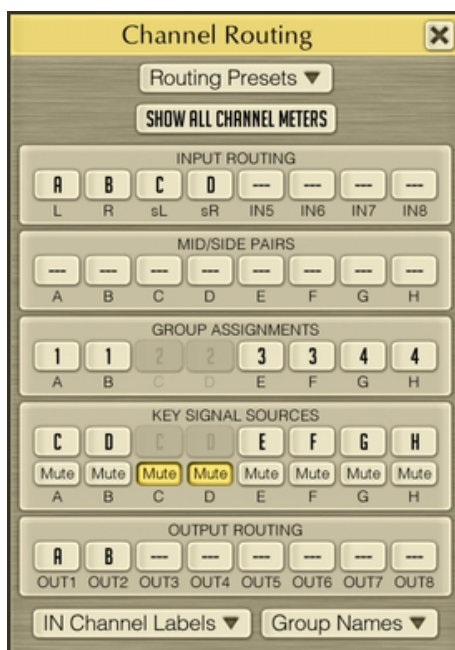 Channel Routing
Routing Presets
SHOW ALL CHANNEL METERS
INPUT ROUTING
A B C D --- --- --- ---
L R sL sR IN5 IN6 IN7 IN8
MID/SIDE PAIRS
--- --- --- --- --- --- --- ---
A B C D E F G H
GROUP ASSIGNMENTS
1 1 2 2 3 3 4 4
A B C D E F G H
KEY SIGNAL SOURCES
C D C D E F G H
Mute Mute Mute Mute Mute Mute Mute Mute
A B C D E F G H
OUTPUT ROUTING
A B --- --- --- --- --- ---
OUT1 OUT2 OUT3 OUT4 OUT5 OUT6 OUT7 OUT8
IN Channel Labels Group Names